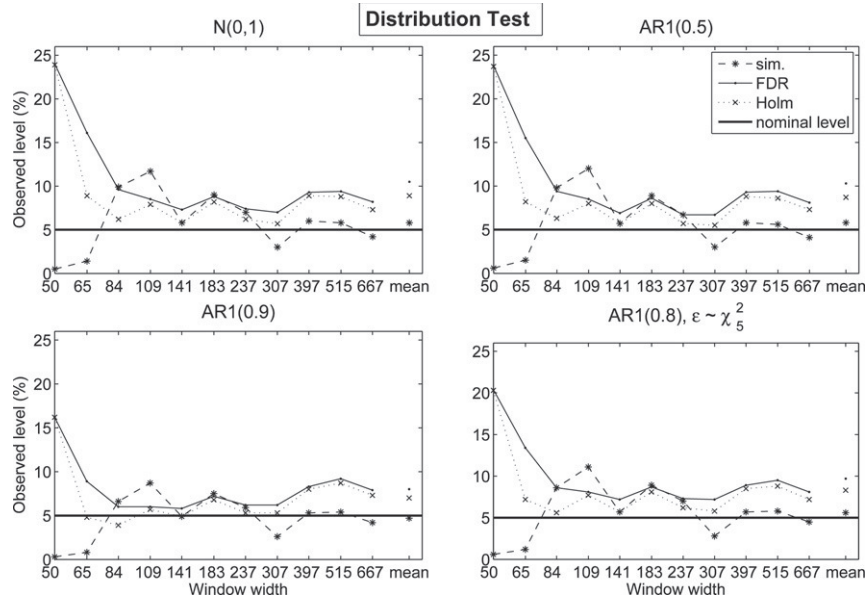 Distribution Test
N(0,1)
AR1(0.5)
Observed level (%)
25
20
15
10
5
0
50 65 84 109 141 183 237 307 397 515 667 mean
25
20
15
10
5
0
50 65 84 109 141 183 237 307 397 515 667 mean
sim.
FDR
Holm
nominal level
AR1(0.9)
AR1(0.8), ε ~ χ²₅
Observed level (%)
25
20
15
10
5
0
50 65 84 109 141 183 237 307 397 515 667 mean
Window width
25
20
15
10
5
0
50 65 84 109 141 183 237 307 397 515 667 mean
Window width